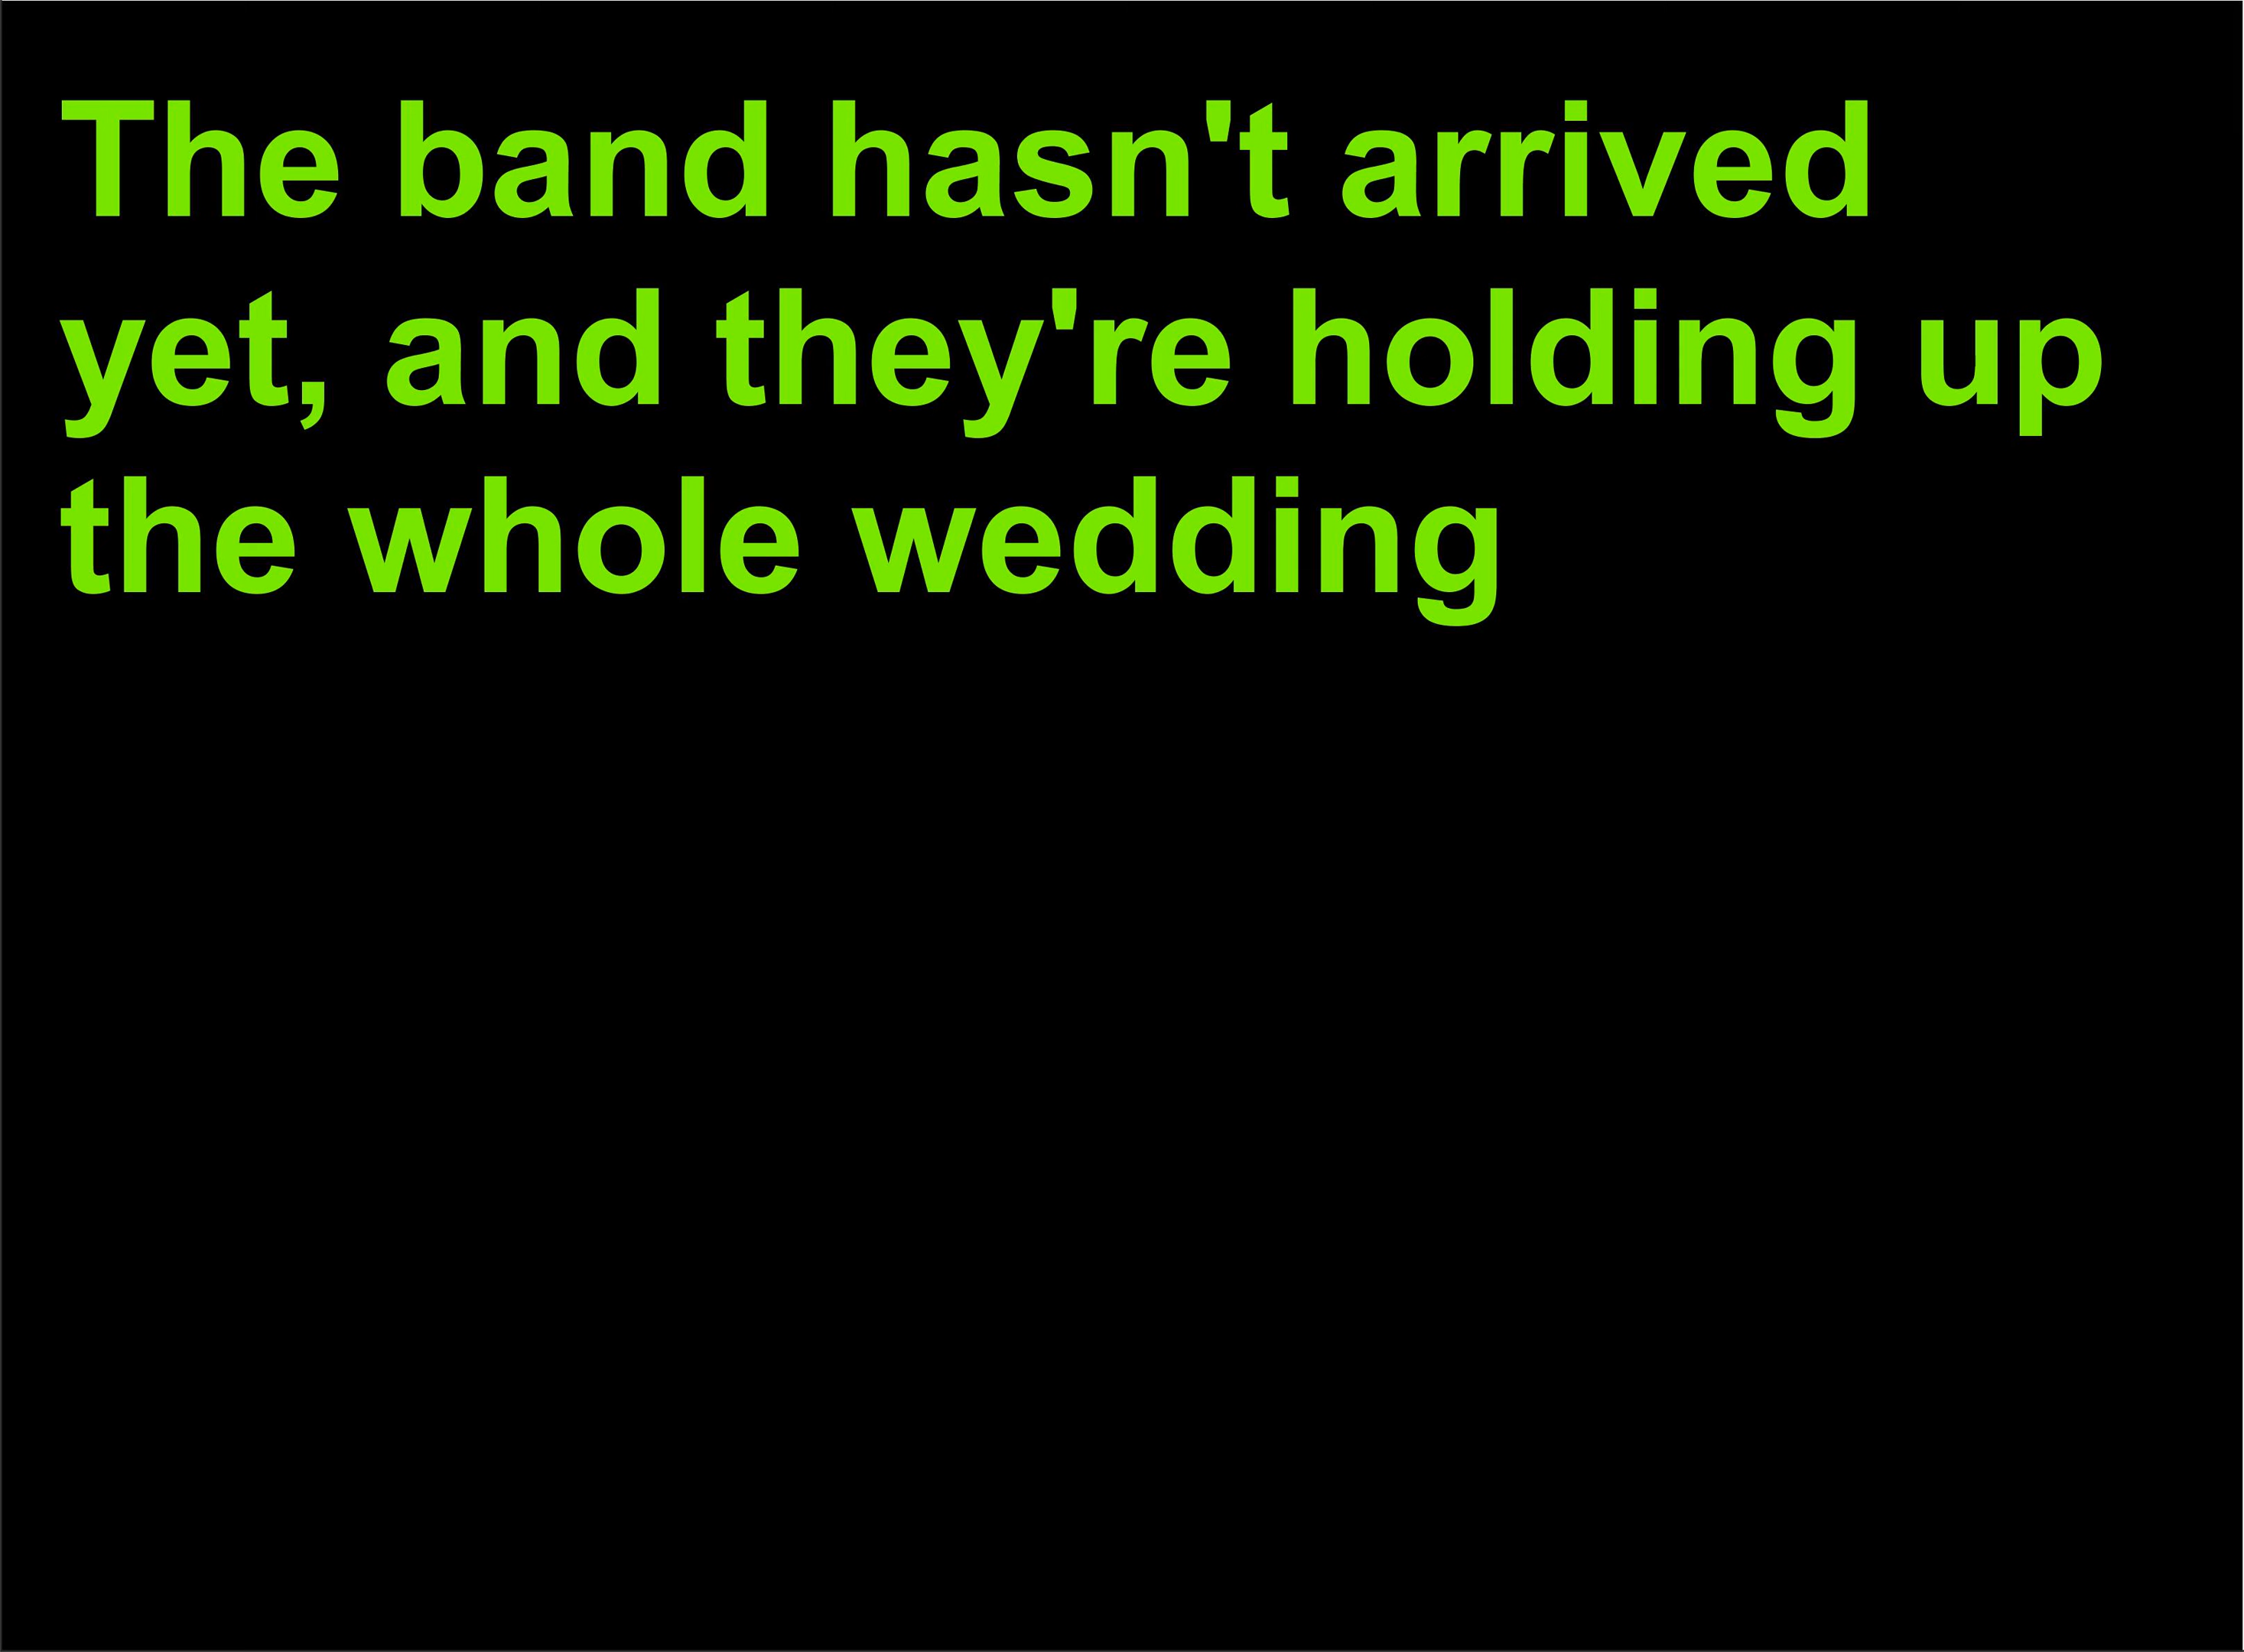 The band hasn't arrived
yet, and they're holding up
the whole wedding